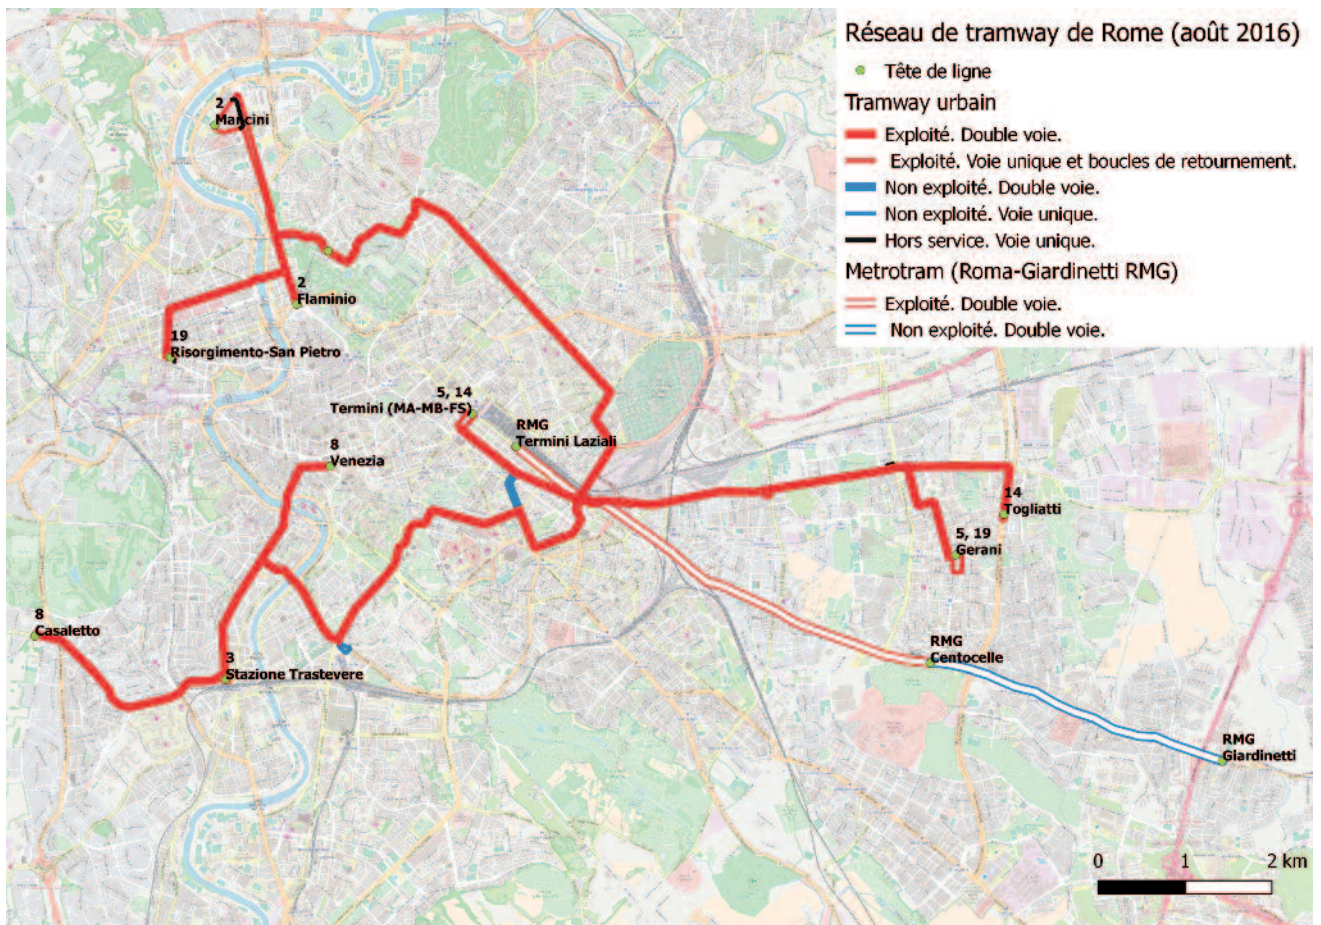 Réseau de tramway de Rome (août 2016)
Tête de ligne
Tramway urbain
Exploité. Double voie.
Exploité. Voie unique et boucles de retournement.
Non exploité. Double voie.
Non exploité. Voie unique.
Hors service. Voie unique.
Metrotram (Roma-Giardinetti RMG)
Exploité. Double voie.
Non exploité. Double voie.
2
Mancini
2
Flaminio
19
Risorgimento-San Pietro
5, 14
Termini (MA-MB-FS)
RMG
Termini Laziali
8
Venezia
14
Togliatti
5, 19
Gerani
8
Casaletto
3
Stazione Trastevere
RMG
Centocelle
RMG
Giardinetti
0 1 2 km